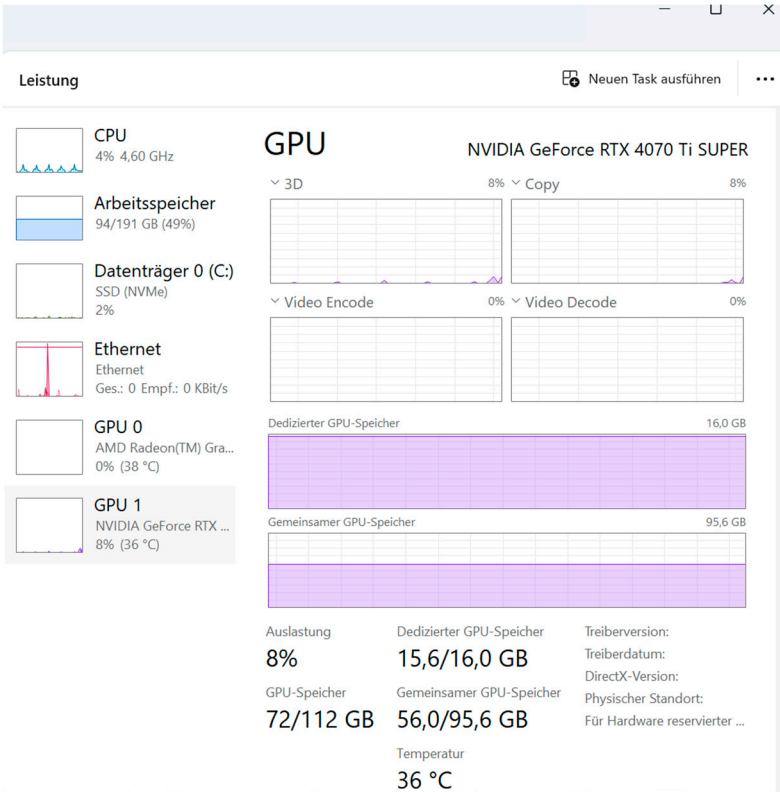 Leistung
Neuen Task ausführen
CPU
4% 4,60 GHz
Arbeitsspeicher
94/191 GB (49%)
Datenträger 0 (C:)
SSD (NVMe)
2%
Ethernet
Ethernet
Ges.: 0 Empf.: 0 KBit/s
GPU 0
AMD Radeon(TM) Gra...
0% (38 °C)
GPU 1
NVIDIA GeForce RTX ...
8% (36 °C)
GPU
NVIDIA GeForce RTX 4070 Ti SUPER
3D 8%
Copy 8%
Video Encode 0%
Video Decode 0%
Dedizierter GPU-Speicher 16,0 GB
Gemeinsamer GPU-Speicher 95,6 GB
Auslastung
8%
Dedizierter GPU-Speicher
15,6/16,0 GB
GPU-Speicher
72/112 GB
Gemeinsamer GPU-Speicher
56,0/95,6 GB
Temperatur
36 °C
Treiberversion:
Treiberdatum:
DirectX-Version:
Physischer Standort:
Für Hardware reservierter ...